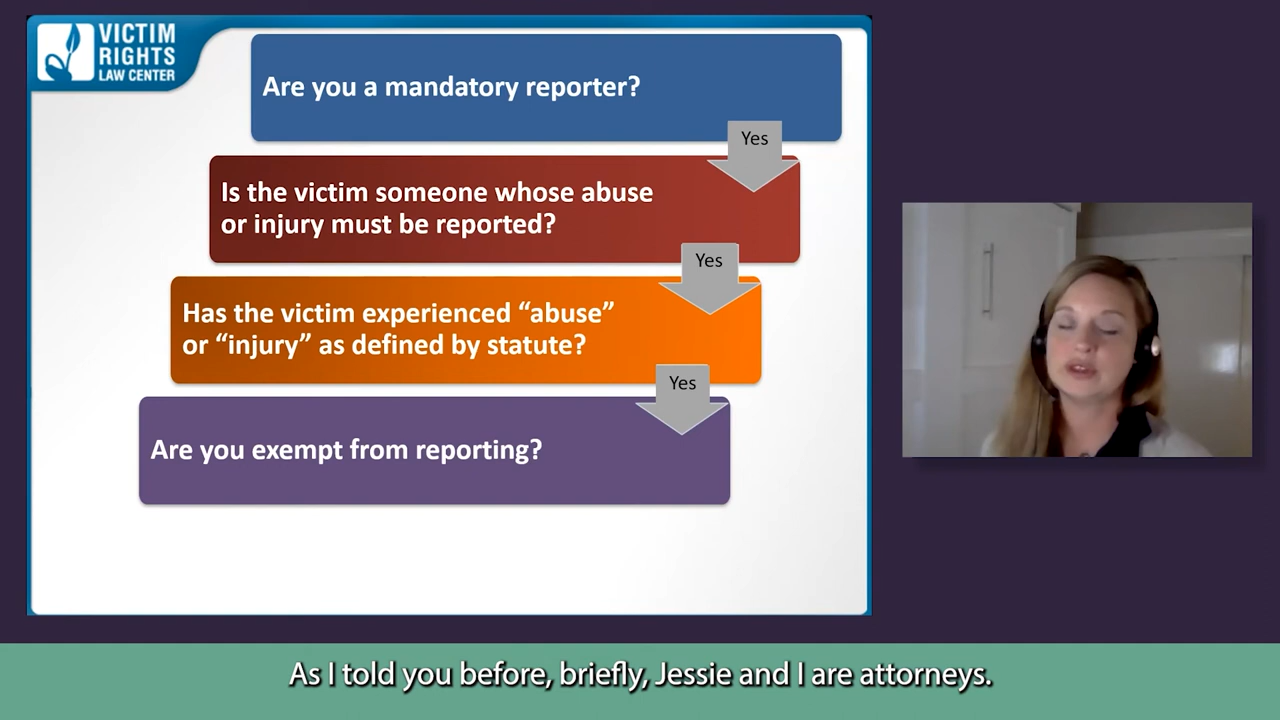 VICTIM
RIGHTS
LAW CENTER
Are you a mandatory reporter?
Yes
Is the victim someone whose abuse
or injury must be reported?
Yes
Has the victim experienced “abuse”
or “injury” as defined by statute?
Yes
Are you exempt from reporting?
As I told you before, briefly, Jessie and I are attorneys.